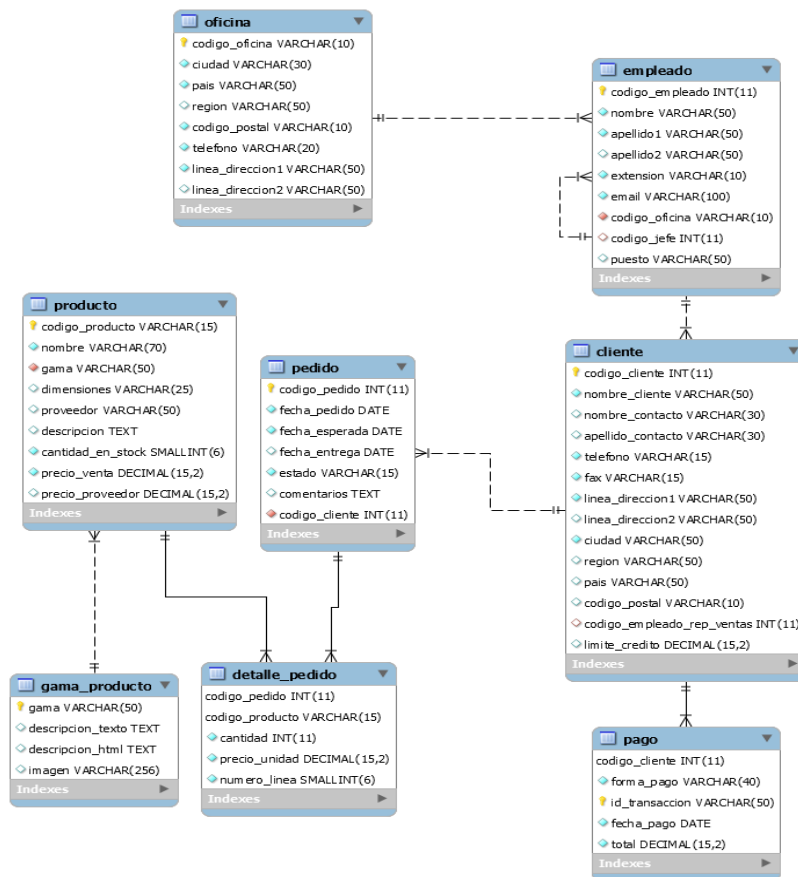 oficina
codigo_oficina VARCHAR(10)
ciudad VARCHAR(30)
pais VARCHAR(50)
region VARCHAR(50)
codigo_postal VARCHAR(10)
telefono VARCHAR(20)
linea_direccion1 VARCHAR(50)
linea_direccion2 VARCHAR(50)
Indexes
empleado
codigo_empleado INT(11)
nombre VARCHAR(50)
apellido1 VARCHAR(50)
apellido2 VARCHAR(50)
extension VARCHAR(10)
email VARCHAR(100)
codigo_oficina VARCHAR(10)
codigo_jefe INT(11)
puesto VARCHAR(50)
Indexes
producto
codigo_producto VARCHAR(15)
nombre VARCHAR(70)
gama VARCHAR(50)
dimensiones VARCHAR(25)
proveedor VARCHAR(50)
descripcion TEXT
cantidad_en_stock SMALLINT(6)
precio_venta DECIMAL(15,2)
precio_proveedor DECIMAL(15,2)
Indexes
pedido
codigo_pedido INT(11)
fecha_pedido DATE
fecha_esperada DATE
fecha_entrega DATE
estado VARCHAR(15)
comentarios TEXT
codigo_cliente INT(11)
Indexes
cliente
codigo_cliente INT(11)
nombre_cliente VARCHAR(50)
nombre_contacto VARCHAR(30)
apellido_contacto VARCHAR(30)
telefono VARCHAR(15)
fax VARCHAR(15)
linea_direccion1 VARCHAR(50)
linea_direccion2 VARCHAR(50)
ciudad VARCHAR(50)
region VARCHAR(50)
pais VARCHAR(50)
codigo_postal VARCHAR(10)
codigo_empleado_rep_ventas INT(11)
limite_credito DECIMAL(15,2)
Indexes
gama_producto
gama VARCHAR(50)
descripcion_texto TEXT
descripcion_html TEXT
imagen VARCHAR(256)
Indexes
detalle_pedido
codigo_pedido INT(11)
codigo_producto VARCHAR(15)
cantidad INT(11)
precio_unidad DECIMAL(15,2)
numero_linea SMALLINT(6)
Indexes
pago
codigo_cliente INT(11)
forma_pago VARCHAR(40)
id_transaccion VARCHAR(50)
fecha_pago DATE
total DECIMAL(15,2)
Indexes